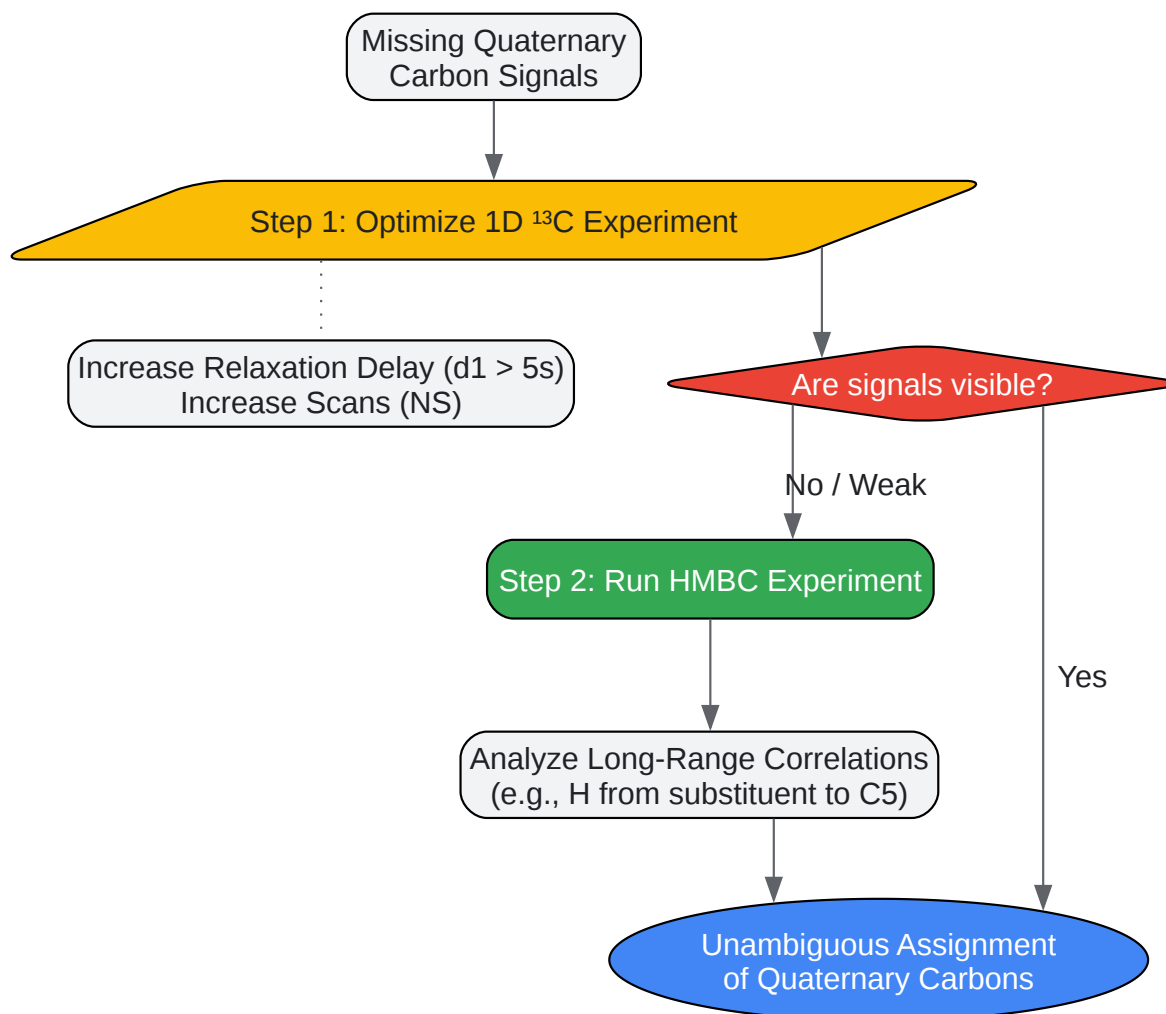 Missing Quaternary
Carbon Signals
Step 1: Optimize 1D ¹³C Experiment
Increase Relaxation Delay (d1 > 5s)
Increase Scans (NS)
Are signals visible?
No / Weak
Step 2: Run HMBC Experiment
Yes
Analyze Long-Range Correlations
(e.g., H from substituent to C5)
Unambiguous Assignment
of Quaternary Carbons